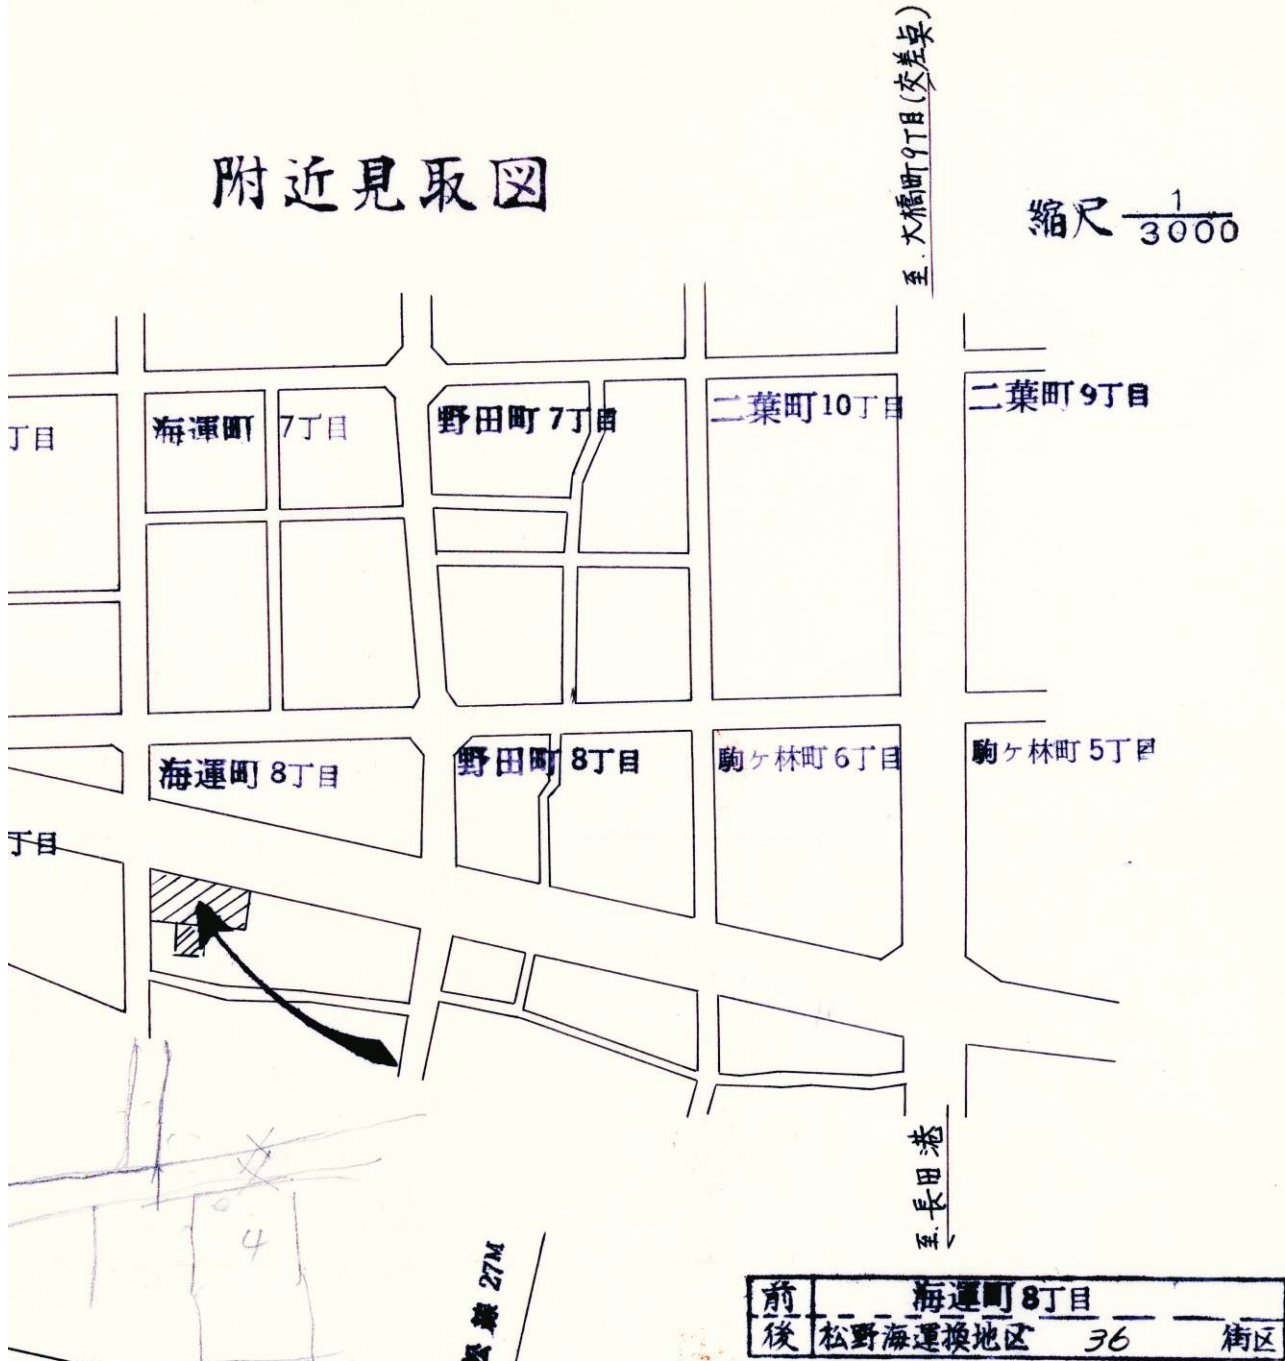 附近見取図
至.大橋町9丁目(交差点)
縮尺 1/3000
丁目
海運町 7丁目
野田町 7丁目
二葉町 10丁目
二葉町 9丁目
海運町 8丁目
野田町 8丁目
駒ヶ林町 6丁目
駒ヶ林町 5丁目
丁目
至.長田港
4
線 27M
前 海運町 8丁目
後 松野海運換地区 36 街区